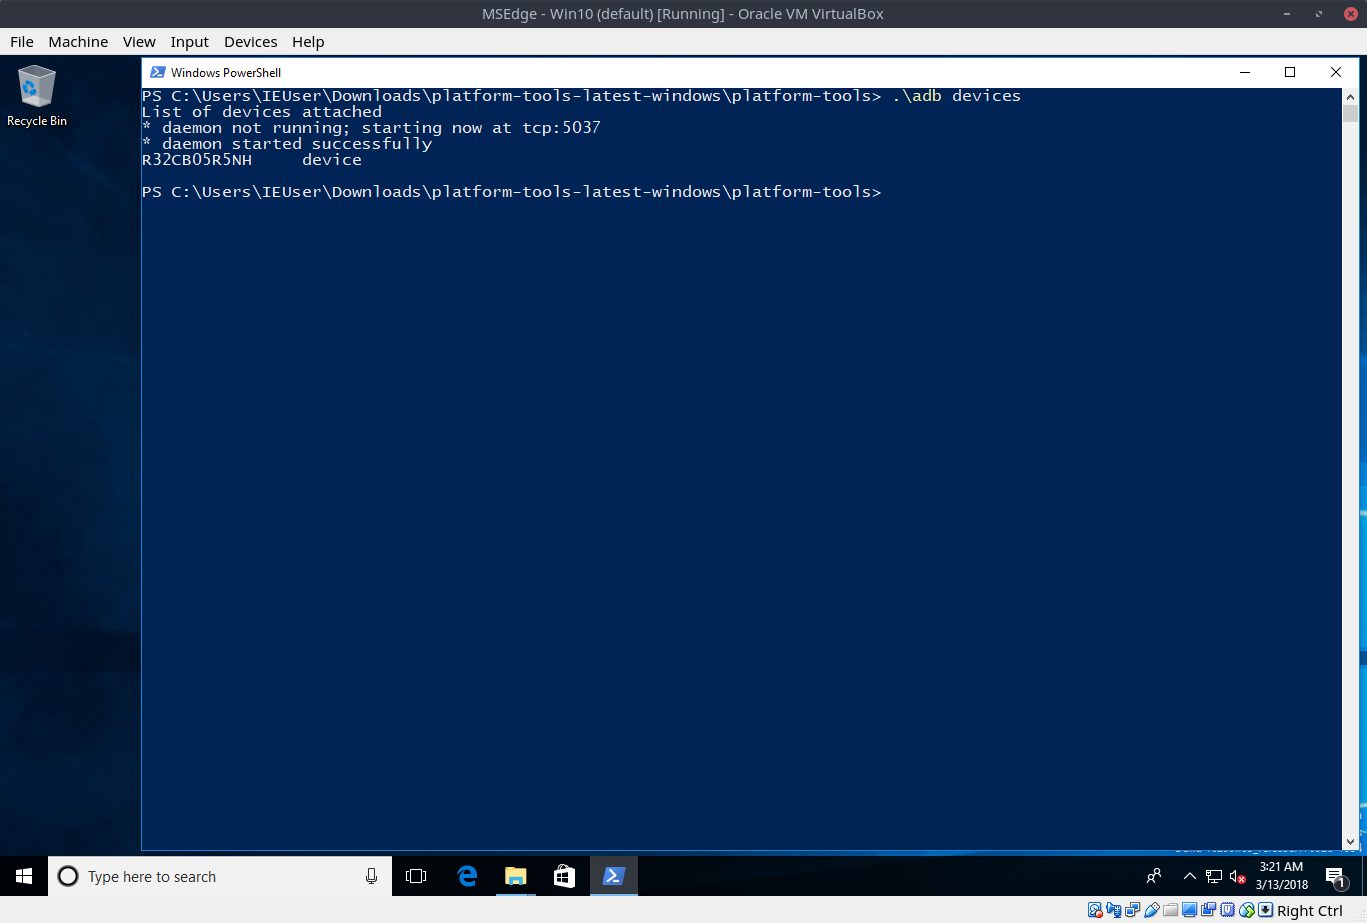 MSEdge - Win10 (default) [Running] - Oracle VM VirtualBox
File Machine View Input Devices Help
Recycle Bin
Windows PowerShell
PS C:\Users\IEUser\Downloads\platform-tools-latest-windows\platform-tools> .\adb devices
List of devices attached
* daemon not running; starting now at tcp:5037
* daemon started successfully
R32CB05R5NH device
PS C:\Users\IEUser\Downloads\platform-tools-latest-windows\platform-tools>
Type here to search
3:21 AM
3/13/2018
1
Right Ctrl